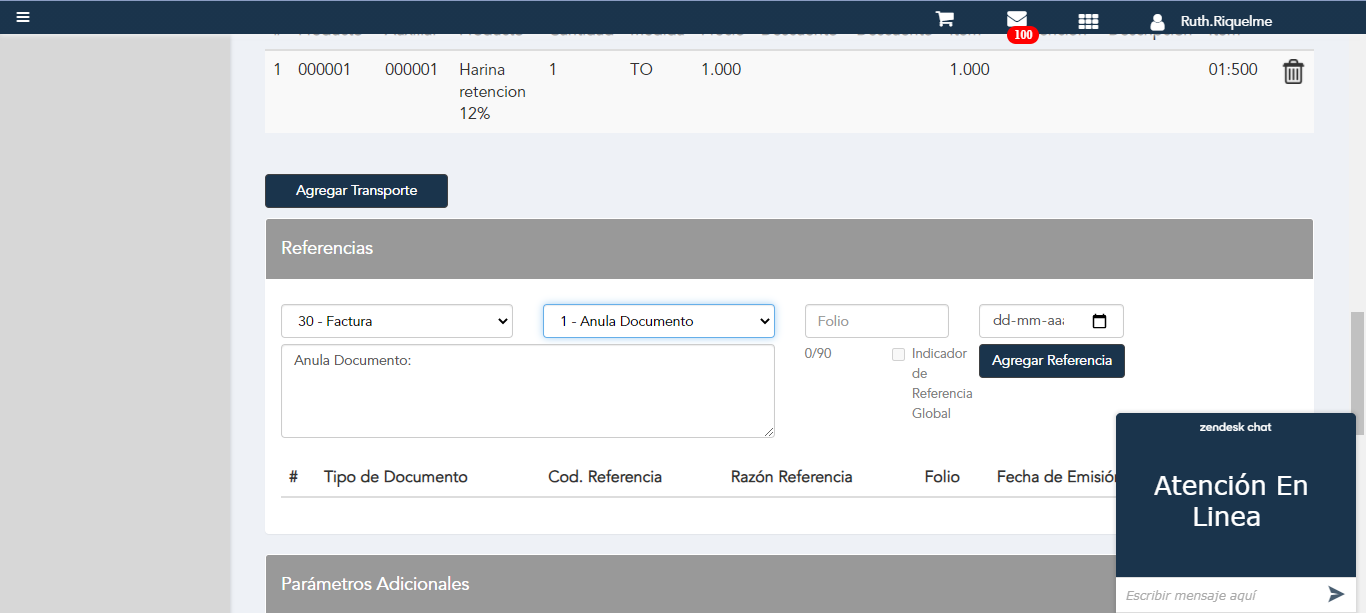 Ruth.Riquelme
100
1 000001 000001 Harina 1 TO 1.000 1.000 01:500
retencion
12%
Agregar Transporte
Referencias
30 - Factura 1 - Anula Documento Folio dd-mm-aa
Anula Documento:
0/90 Indicador Agregar Referencia
de
Referencia
Global
zendesk chat
# Tipo de Documento Cod. Referencia Razón Referencia Folio Fecha de Emisión
Atención En
Linea
Parámetros Adicionales
Escribir mensaje aquí